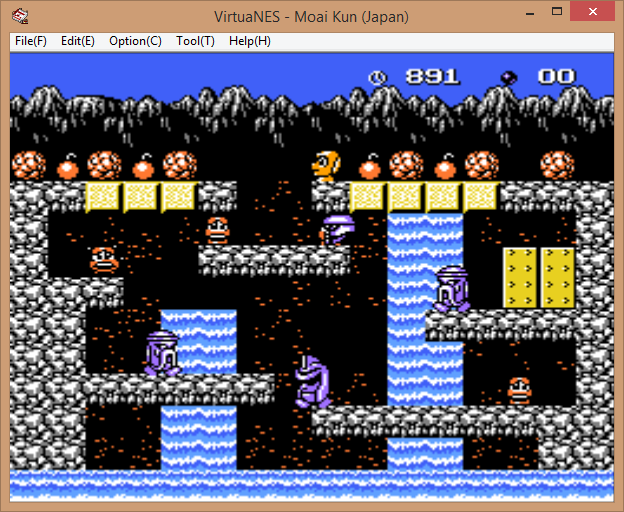 VirtuaNES - Moai Kun (Japan)
File(F) Edit(E) Option(C) Tool(T) Help(H)
891 00